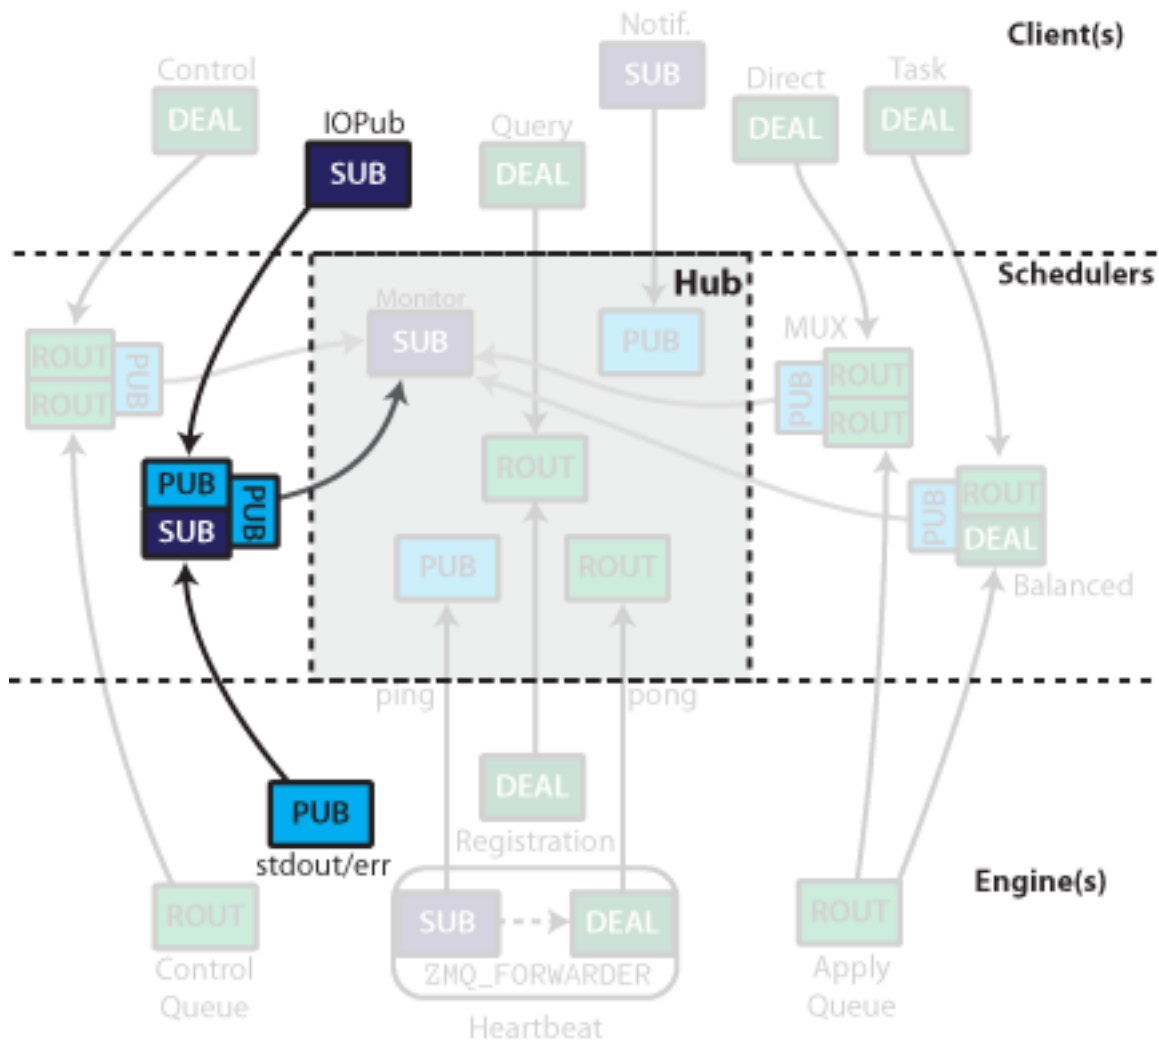 Notif.
Client(s)
Control
SUB
Direct
Task
DEAL
IOPub
Query
DEAL
DEAL
SUB
DEAL
Hub
Schedulers
Monitor
SUB
PUB
MUX
ROUT
PUB
ROUT
PUB
ROUT
ROUT
PUB
PUB
SUB
ROUT
PUB
ROUT
DEAL
PUB
ROUT
Balanced
ping
pong
DEAL
PUB
Registration
stdout/err
Engine(s)
ROUT
SUB
DEAL
ROUT
ZMQ_FORWARDER
Control
Queue
Apply
Queue
Heartbeat